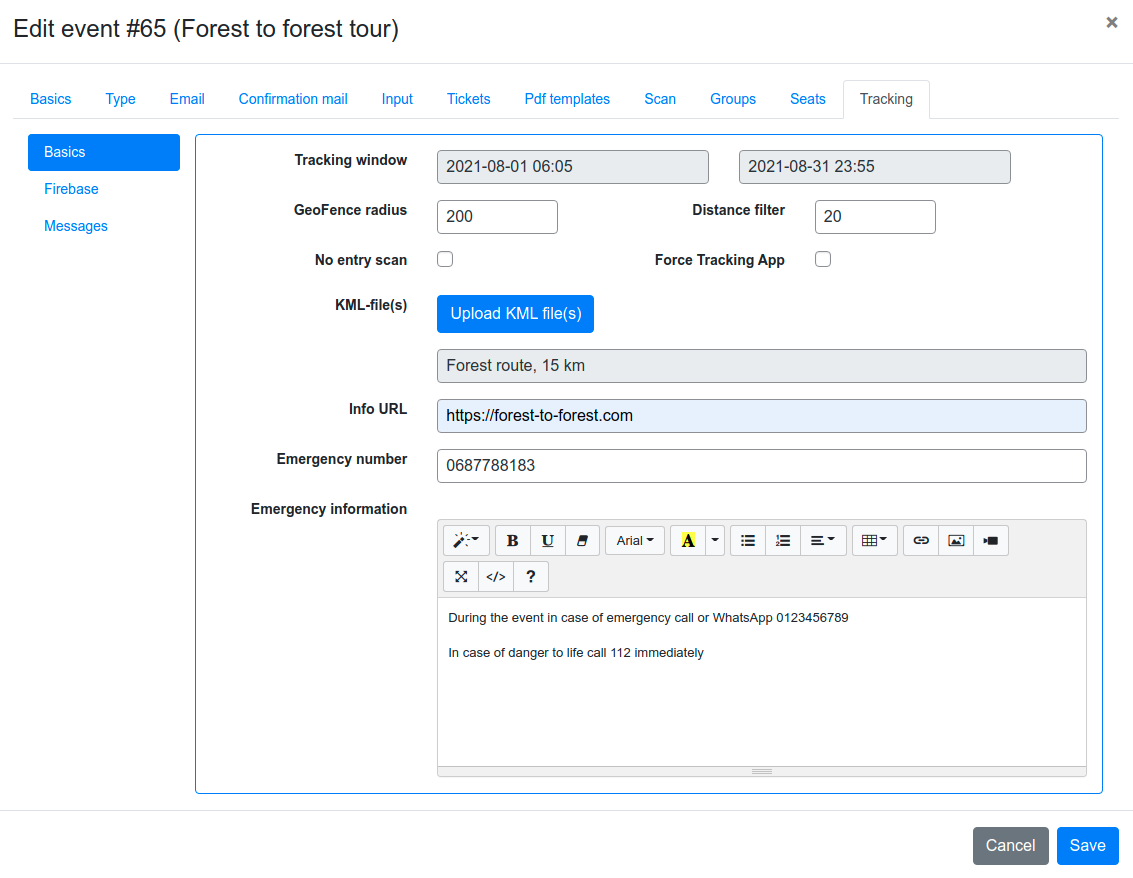 Edit event #65 (Forest to forest tour)
×
Basics Type Email Confirmation mail Input Tickets Pdf templates Scan Groups Seats Tracking
Basics
Firebase
Messages
Tracking window 2021-08-01 06:05 2021-08-31 23:55
GeoFence radius 200 Distance filter 20
No entry scan Force Tracking App
KML-file(s) Upload KML file(s)
Forest route, 15 km
Info URL https://forest-to-forest.com
Emergency number 0687788183
Emergency information
B U Arial A
</> ?
During the event in case of emergency call or WhatsApp 0123456789
In case of danger to life call 112 immediately
Cancel Save